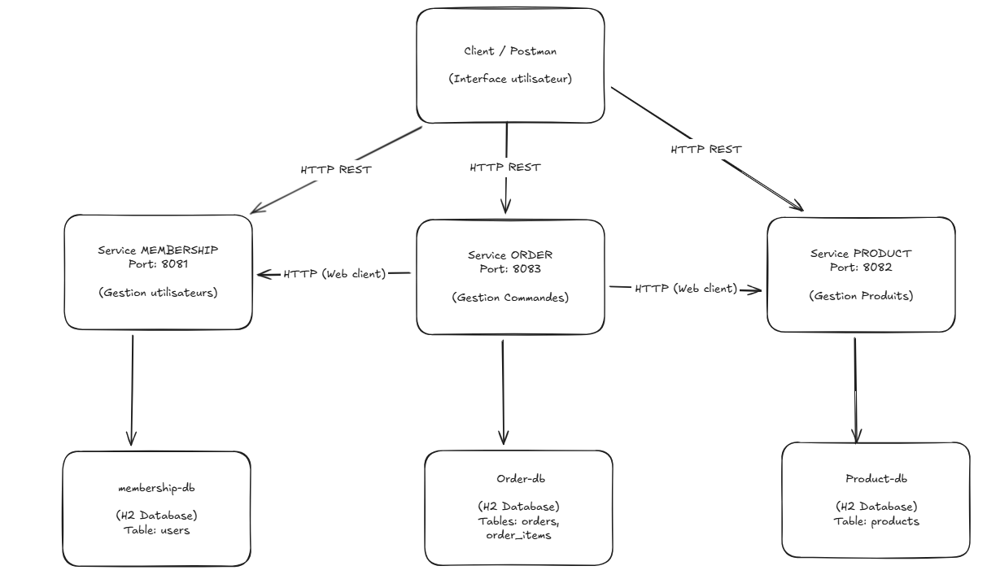 Client / Postman
(Interface utilisateur)
HTTP REST
HTTP REST
HTTP REST
Service MEMBERSHIP
Port: 8081
(Gestion utilisateurs)
HTTP (Web client)
Service ORDER
Port: 8083
(Gestion Commandes)
HTTP (Web client)
Service PRODUCT
Port: 8082
(Gestion Produits)
membership-db
(H2 Database)
Table: users
Order-db
(H2 Database)
Tables: orders,
order_items
Product-db
(H2 Database)
Table: products